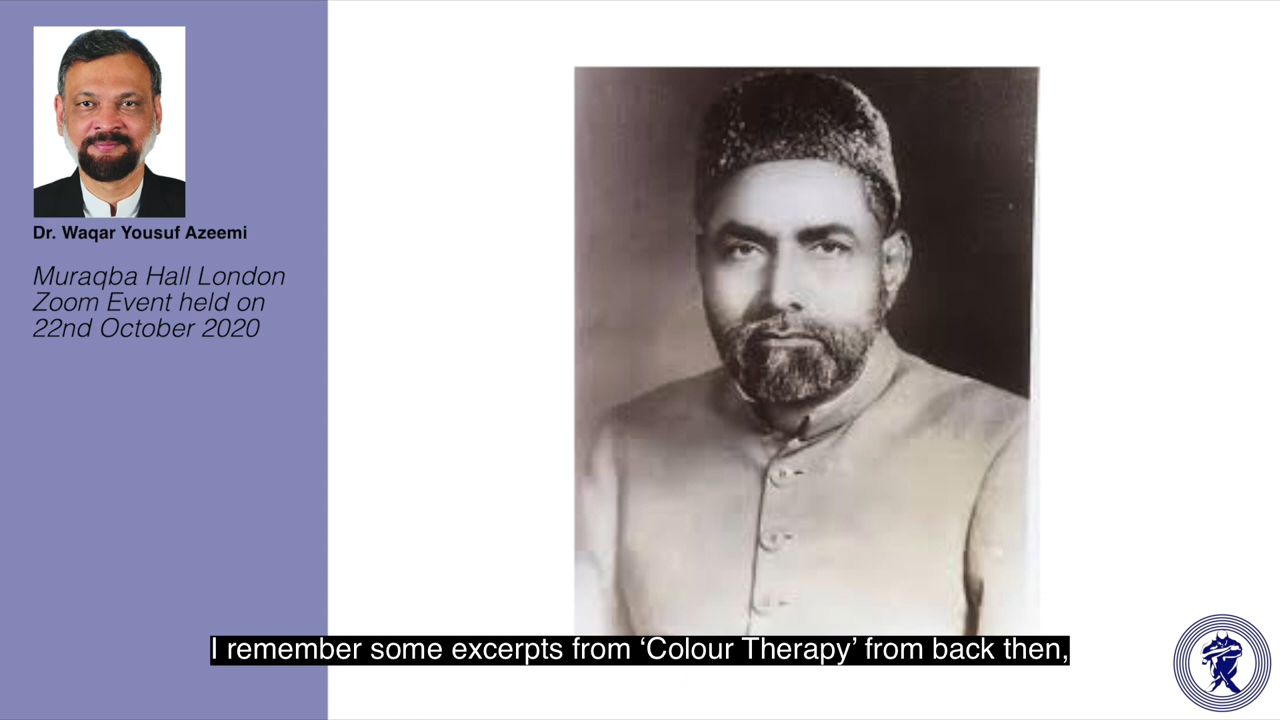 Dr. Waqar Yousuf Azeemi
Muraqba Hall London
Zoom Event held on
22nd October 2020
I remember some excerpts from ‘Colour Therapy’ from back then,